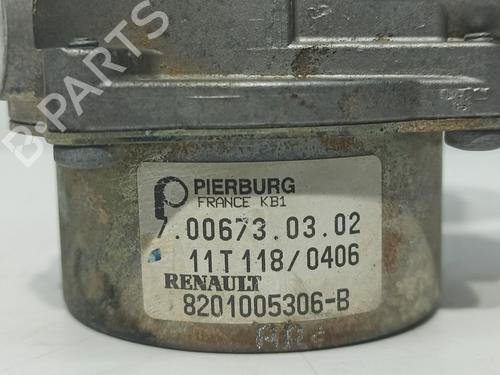 PIERBURG
FRANCE KB1
7.00673.03.02
11T 118/0406
RENAULT
8201005306-B
B-PARTS